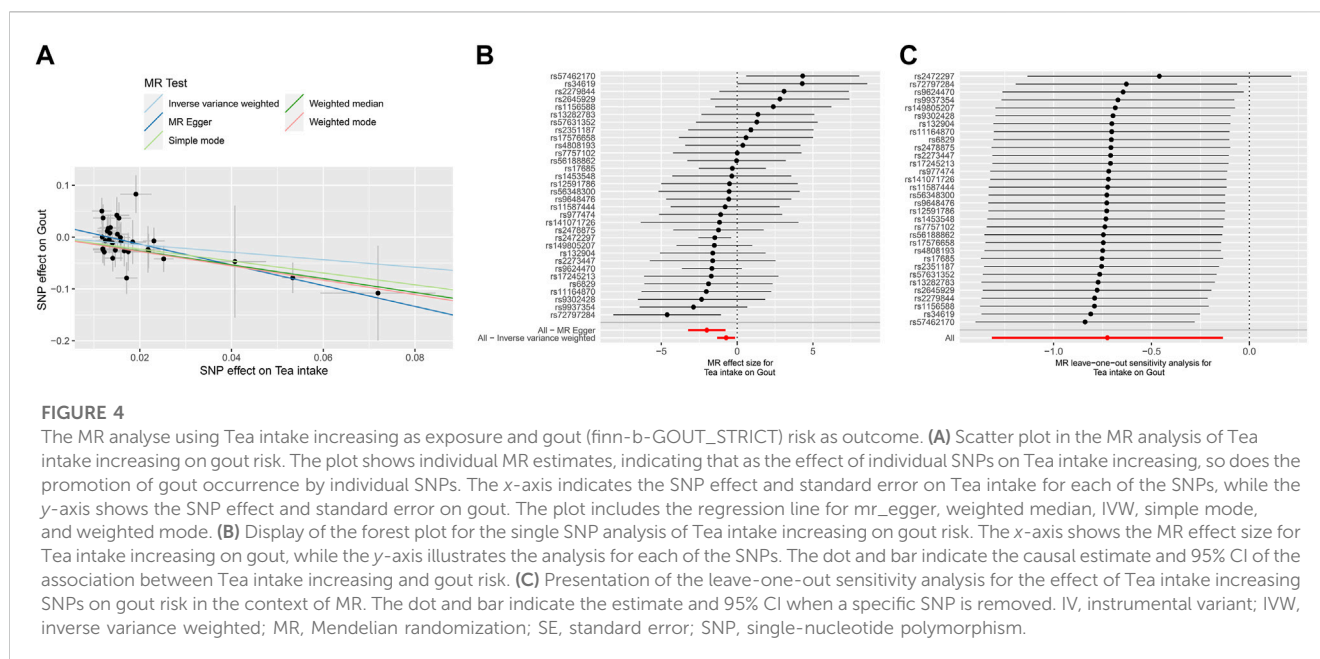 A
MR Test
Inverse variance weighted
MR Egger
Simple mode
Weighted median
Weighted mode
SNP effect on Gout
0.1
0.0
−0.1
−0.2
0.02
0.04
0.06
0.08
SNP effect on Tea intake
B
rs57462170
rs34619
rs2279844
rs2645929
rs1156588
rs13282783
rs57631352
rs2351187
rs17576658
rs4808193
rs7757102
rs56188862
rs17685
rs1453548
rs12591786
rs56348300
rs9648476
rs11587444
rs977474
rs141071726
rs2478875
rs2472297
rs149805207
rs132904
rs2273447
rs9624470
rs17245213
rs6829
rs11164870
rs9302428
rs9937354
rs72797284
All − MR Egger
All − Inverse variance weighted
−5
0
5
MR effect size for
Tea intake on Gout
C
rs2472297
rs72797284
rs9624470
rs9937354
rs149805207
rs9302428
rs132904
rs11164870
rs6829
rs2478875
rs2273447
rs17245213
rs977474
rs141071726
rs11587444
rs56348300
rs9648476
rs12591786
rs1453548
rs7757102
rs56188862
rs17576658
rs4808193
rs17685
rs2351187
rs57631352
rs13282783
rs2645929
rs2279844
rs1156588
rs34619
rs57462170
All
−1.0
−0.5
0.0
MR leave−one−out sensitivity analysis for
Tea intake on Gout
FIGURE 4
The MR analyse using Tea intake increasing as exposure and gout (finn-b-GOUT_STRICT) risk as outcome. (A) Scatter plot in the MR analysis of Tea
intake increasing on gout risk. The plot shows individual MR estimates, indicating that as the effect of individual SNPs on Tea intake increasing, so does the
promotion of gout occurrence by individual SNPs. The x-axis indicates the SNP effect and standard error on Tea intake for each of the SNPs, while the
y-axis shows the SNP effect and standard error on gout. The plot includes the regression line for mr_egger, weighted median, IVW, simple mode,
and weighted mode. (B) Display of the forest plot for the single SNP analysis of Tea intake increasing on gout risk. The x-axis shows the MR effect size for
Tea intake increasing on gout, while the y-axis illustrates the analysis for each of the SNPs. The dot and bar indicate the causal estimate and 95% CI of the
association between Tea intake increasing and gout risk. (C) Presentation of the leave-one-out sensitivity analysis for the effect of Tea intake increasing
SNPs on gout risk in the context of MR. The dot and bar indicate the estimate and 95% CI when a specific SNP is removed. IV, instrumental variant; IVW,
inverse variance weighted; MR, Mendelian randomization; SE, standard error; SNP, single-nucleotide polymorphism.